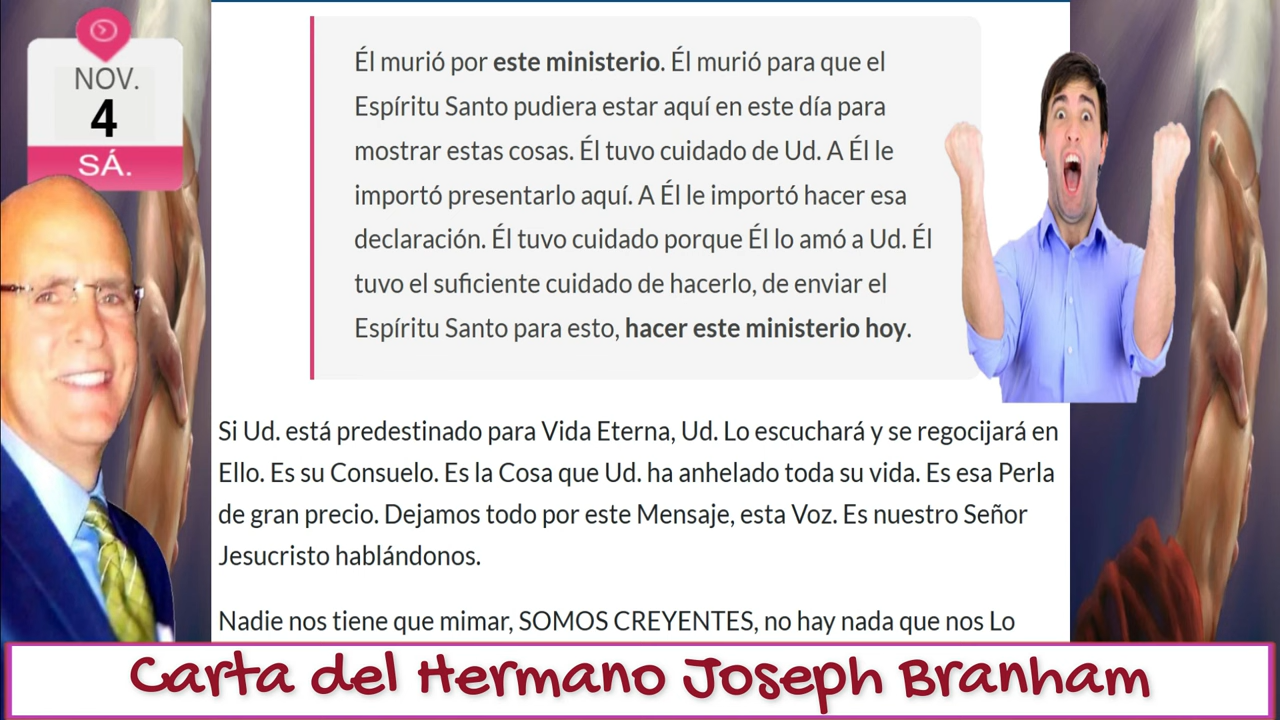 NOV.
4
SÁ.
Él murió por este ministerio. Él murió para que el
Espíritu Santo pudiera estar aquí en este día para
mostrar estas cosas. Él tuvo cuidado de Ud. A Él le
importó presentarlo aquí. A Él le importó hacer esa
declaración. Él tuvo cuidado porque Él lo amó a Ud. Él
tuvo el suficiente cuidado de hacerlo, de enviar el
Espíritu Santo para esto, hacer este ministerio hoy.
Si Ud. está predestinado para Vida Eterna, Ud. Lo escuchará y se regocijará en
Ello. Es su Consuelo. Es la Cosa que Ud. ha anhelado toda su vida. Es esa Perla
de gran precio. Dejamos todo por este Mensaje, esta Voz. Es nuestro Señor
Jesucristo hablándonos.
Nadie nos tiene que mimar, SOMOS CREYENTES, no hay nada que nos Lo
Carta del Hermano Joseph Branham